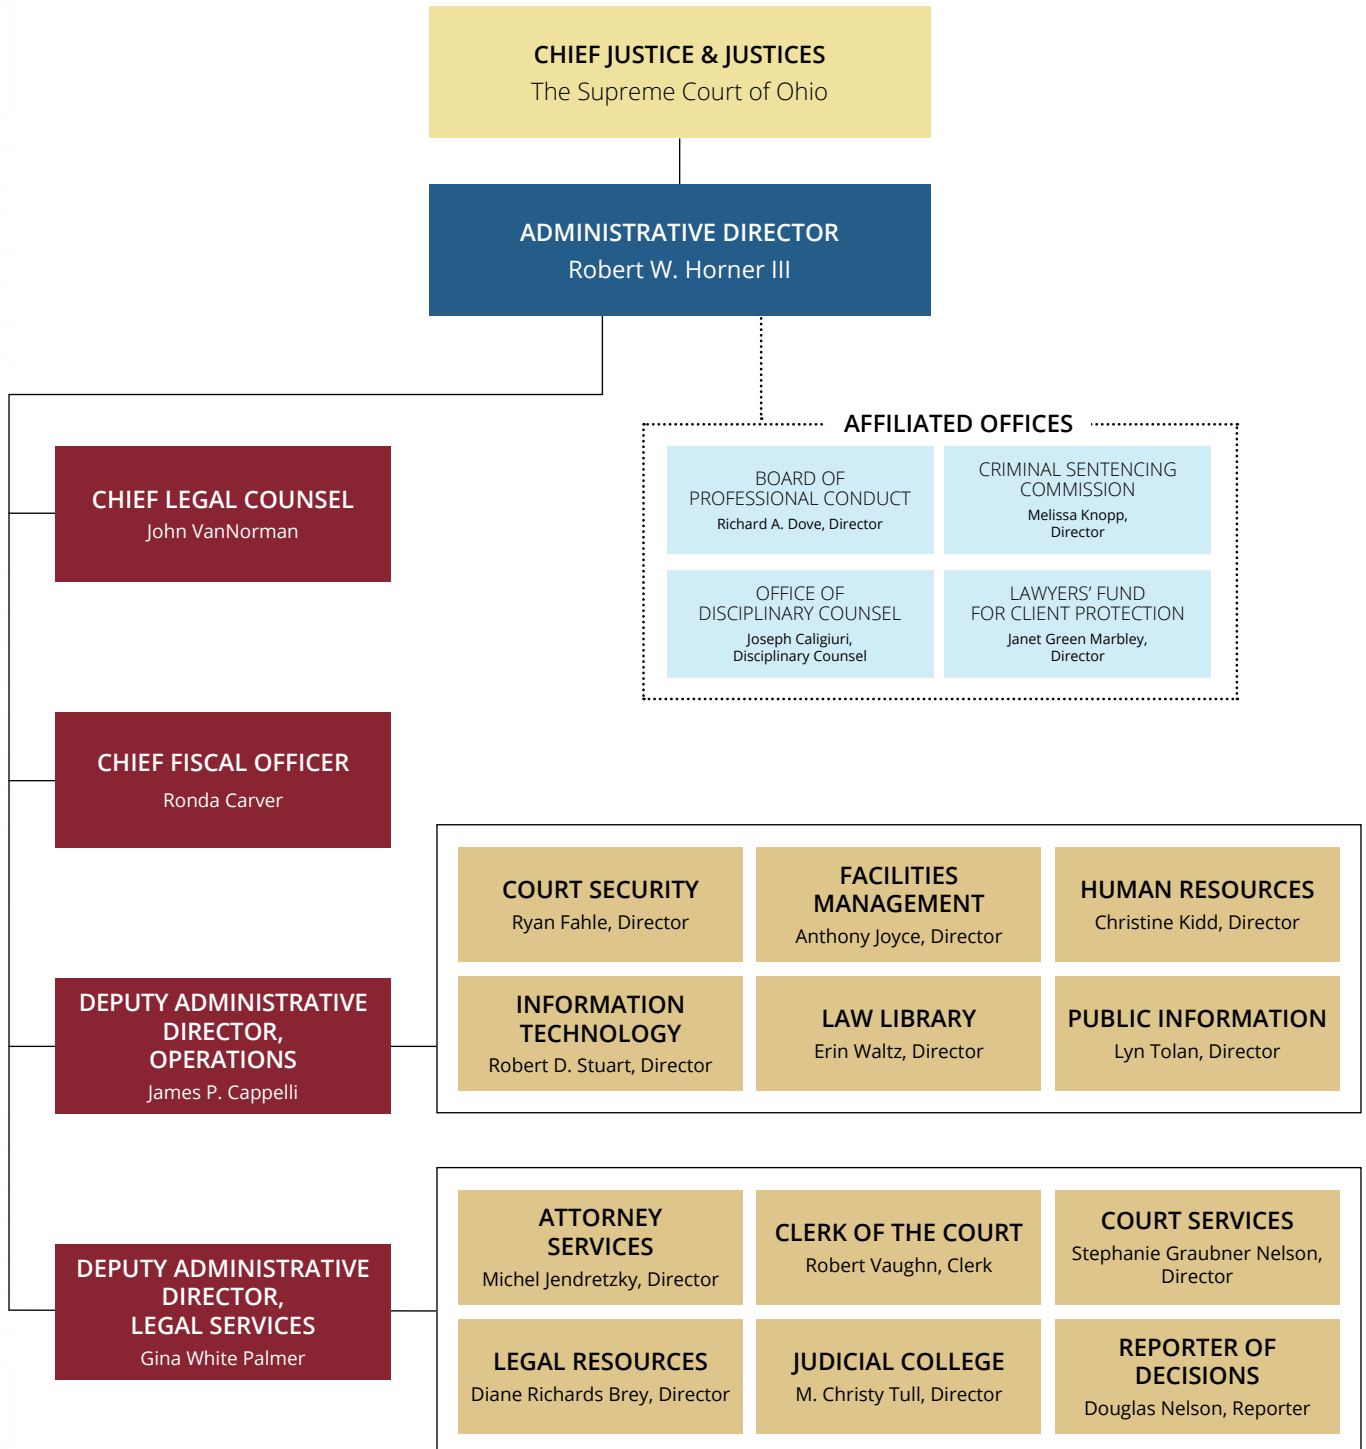 CHIEF JUSTICE & JUSTICES
The Supreme Court of Ohio
ADMINISTRATIVE DIRECTOR
Robert W. Horner III
AFFILIATED OFFICES
BOARD OF
PROFESSIONAL CONDUCT
Richard A. Dove, Director
CRIMINAL SENTENCING
COMMISSION
Melissa Knopp,
Director
OFFICE OF
DISCIPLINARY COUNSEL
Joseph Caligiuri,
Disciplinary Counsel
LAWYERS’ FUND
FOR CLIENT PROTECTION
Janet Green Marbley,
Director
CHIEF LEGAL COUNSEL
John VanNorman
CHIEF FISCAL OFFICER
Ronda Carver
DEPUTY ADMINISTRATIVE
DIRECTOR,
OPERATIONS
James P. Cappelli
COURT SECURITY
Ryan Fahle, Director
FACILITIES
MANAGEMENT
Anthony Joyce, Director
HUMAN RESOURCES
Christine Kidd, Director
INFORMATION
TECHNOLOGY
Robert D. Stuart, Director
LAW LIBRARY
Erin Waltz, Director
PUBLIC INFORMATION
Lyn Tolan, Director
DEPUTY ADMINISTRATIVE
DIRECTOR,
LEGAL SERVICES
Gina White Palmer
ATTORNEY
SERVICES
Michel Jendretzky, Director
CLERK OF THE COURT
Robert Vaughn, Clerk
COURT SERVICES
Stephanie Graubner Nelson,
Director
LEGAL RESOURCES
Diane Richards Brey, Director
JUDICIAL COLLEGE
M. Christy Tull, Director
REPORTER OF
DECISIONS
Douglas Nelson, Reporter